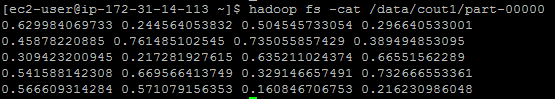 [ec2-user@ip-172-31-14-113 ~]$ hadoop fs -cat /data/cout1/part-00000
0.629984069733 0.244564053832 0.504545733054 0.296640533001
0.45878220885 0.761485102545 0.735055857429 0.389494853095
0.309423200945 0.217281927615 0.635211024374 0.66551562289
0.541588142308 0.669566413749 0.329146657491 0.732666553361
0.566609314284 0.571079156353 0.160846706753 0.216230986048